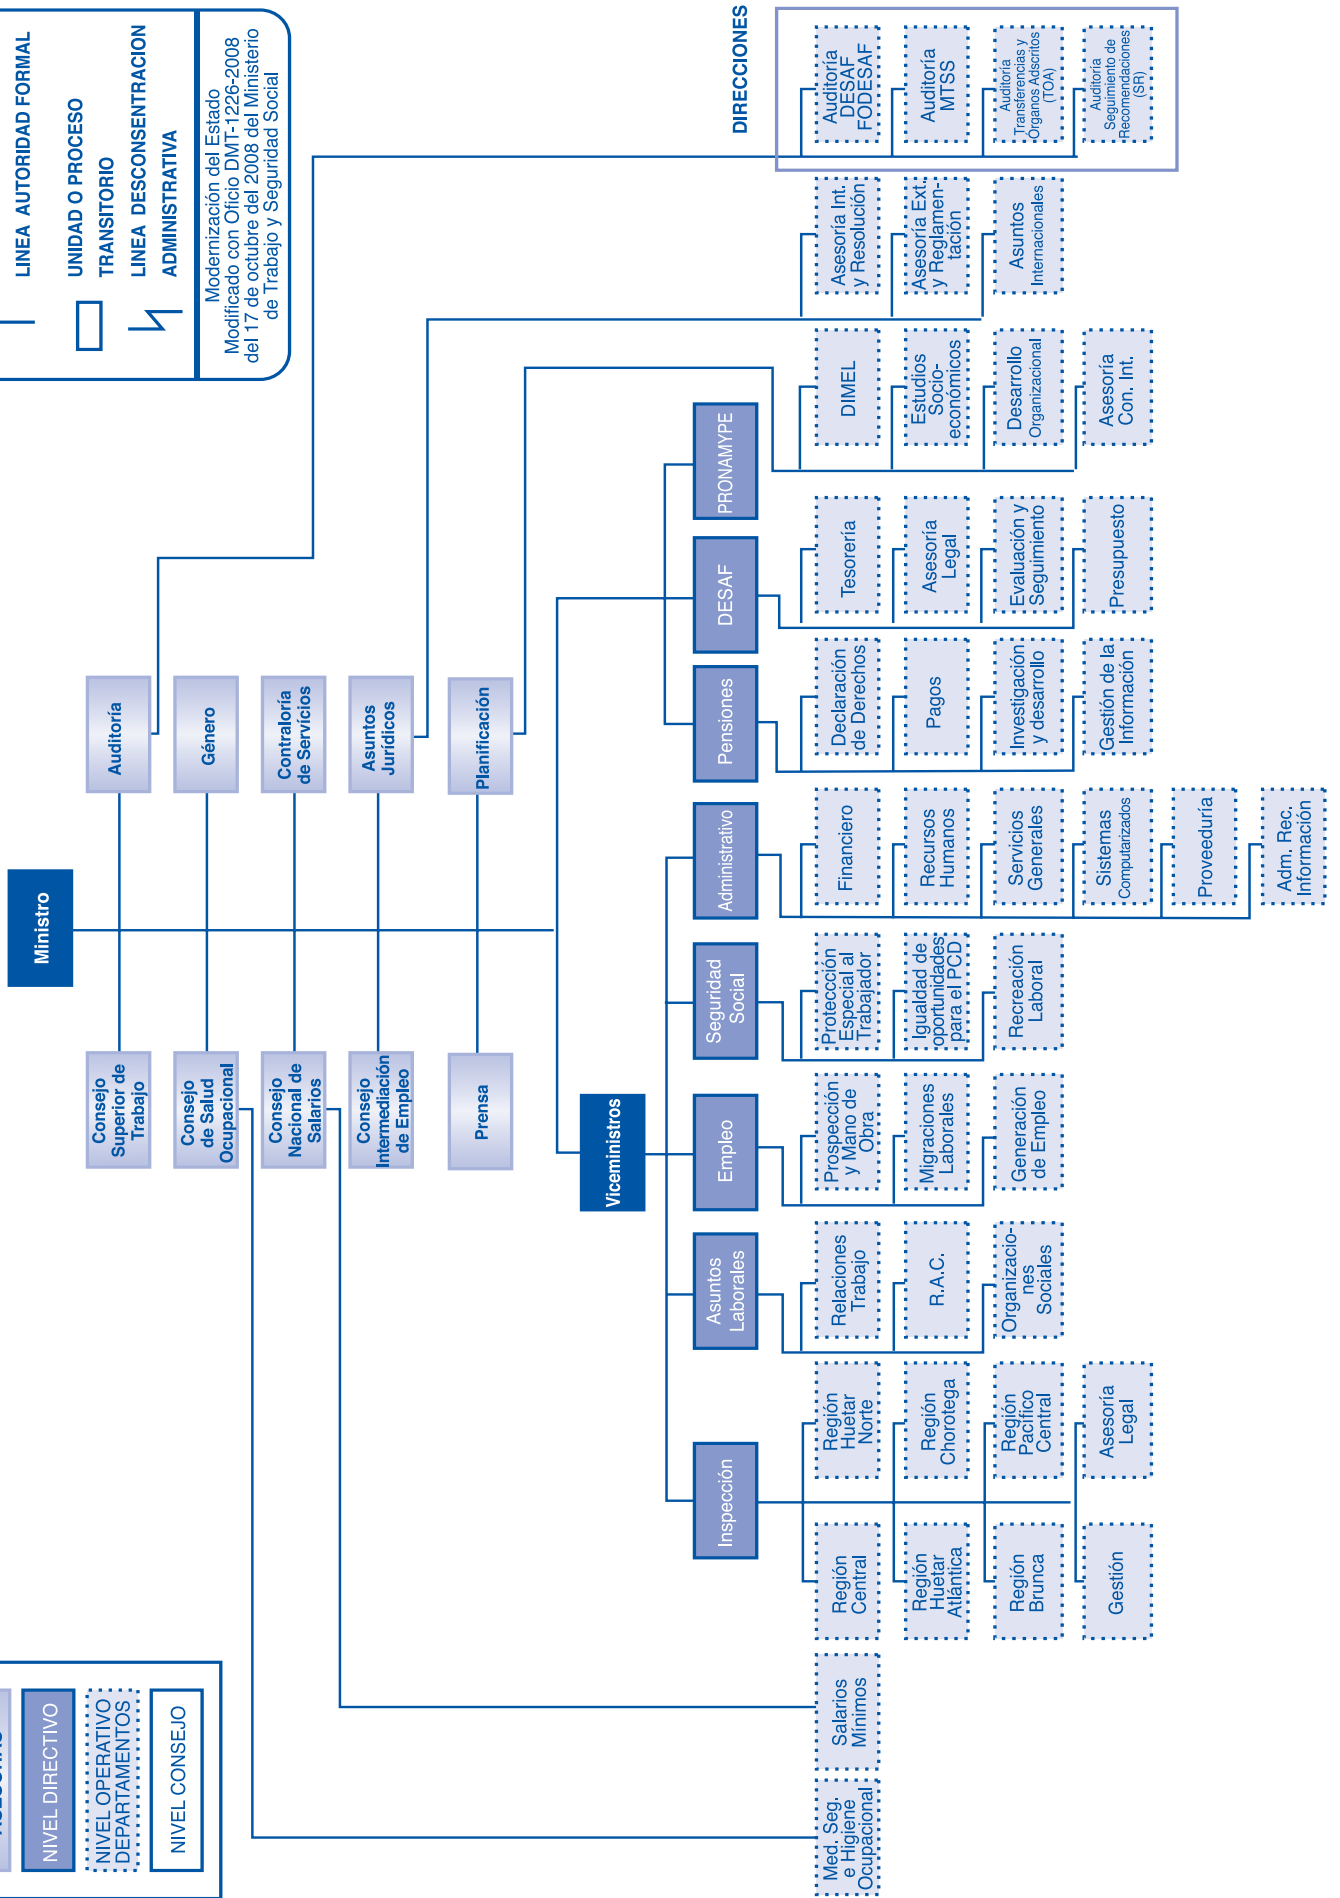 NIVEL DIRECTIVO
NIVEL OPERATIVO
DEPARTAMENTOS
NIVEL CONSEJO
LINEA AUTORIDAD FORMAL
UNIDAD O PROCESO
TRANSITORIO
LINEA DESCONSENTRACION
ADMINISTRATIVA
Modernización del Estado
Modificado con Oficio DMT-1226-2008
del 17 de octubre del 2008 del Ministerio
de Trabajo y Seguridad Social
Ministro
Consejo
Superior de
Trabajo
Auditoría
Consejo
de Salud
Ocupacional
Género
Consejo
Nacional de
Salarios
Contraloría
de Servícios
Consejo
Intermediación
de Empleo
Asuntos
Jurídicos
Prensa
Planificación
Viceministros
Inspección
Asuntos
Laborales
Empleo
Seguridad
Social
Administrativo
Pensiones
DESAF
PRONAMYPE
DIRECCIONES
Med. Seg.
e Higiene
Ocupacional
Salarios
Mínimos
Región
Central
Región
Huetar
Norte
Región
Huetar
Atlántica
Región
Chorotega
Región
Brunca
Región
Pacífico
Central
Gestión
Asesoría
Legal
Relaciones
Trabajo
R.A.C.
Organizacio-
nes
Sociales
Prospección
y Mano de
Obra
Migraciones
Laborales
Generación
de Empleo
Proteccción
Especial al
Trabajador
Igualdad de
oportunidades
para el PCD
Recreación
Laboral
Financiero
Recursos
Humanos
Servicios
Generales
Sistemas
Computarizados
Proveeduría
Adm. Rec.
Información
Declaración
de Derechos
Pagos
Investigación
y desarrollo
Gestión de la
Información
Tesorería
Asesoría
Legal
Evaluación y
Seguimiento
Presupuesto
DIMEL
Estudios
Socio-
económicos
Desarrollo
Organizacional
Asesoría
Con. Int.
Asesoría Int.
y Resolución
Asesoría Ext.
y Reglamen-
tación
Asuntos
Internacionales
Auditoría
DESAF
FODESAF
Auditoría
MTSS
Auditoría
Transferencias y
Órganos Adscritos
(TOA)
Auditoría
Seguimiento de
Recomendaciones
(SR)